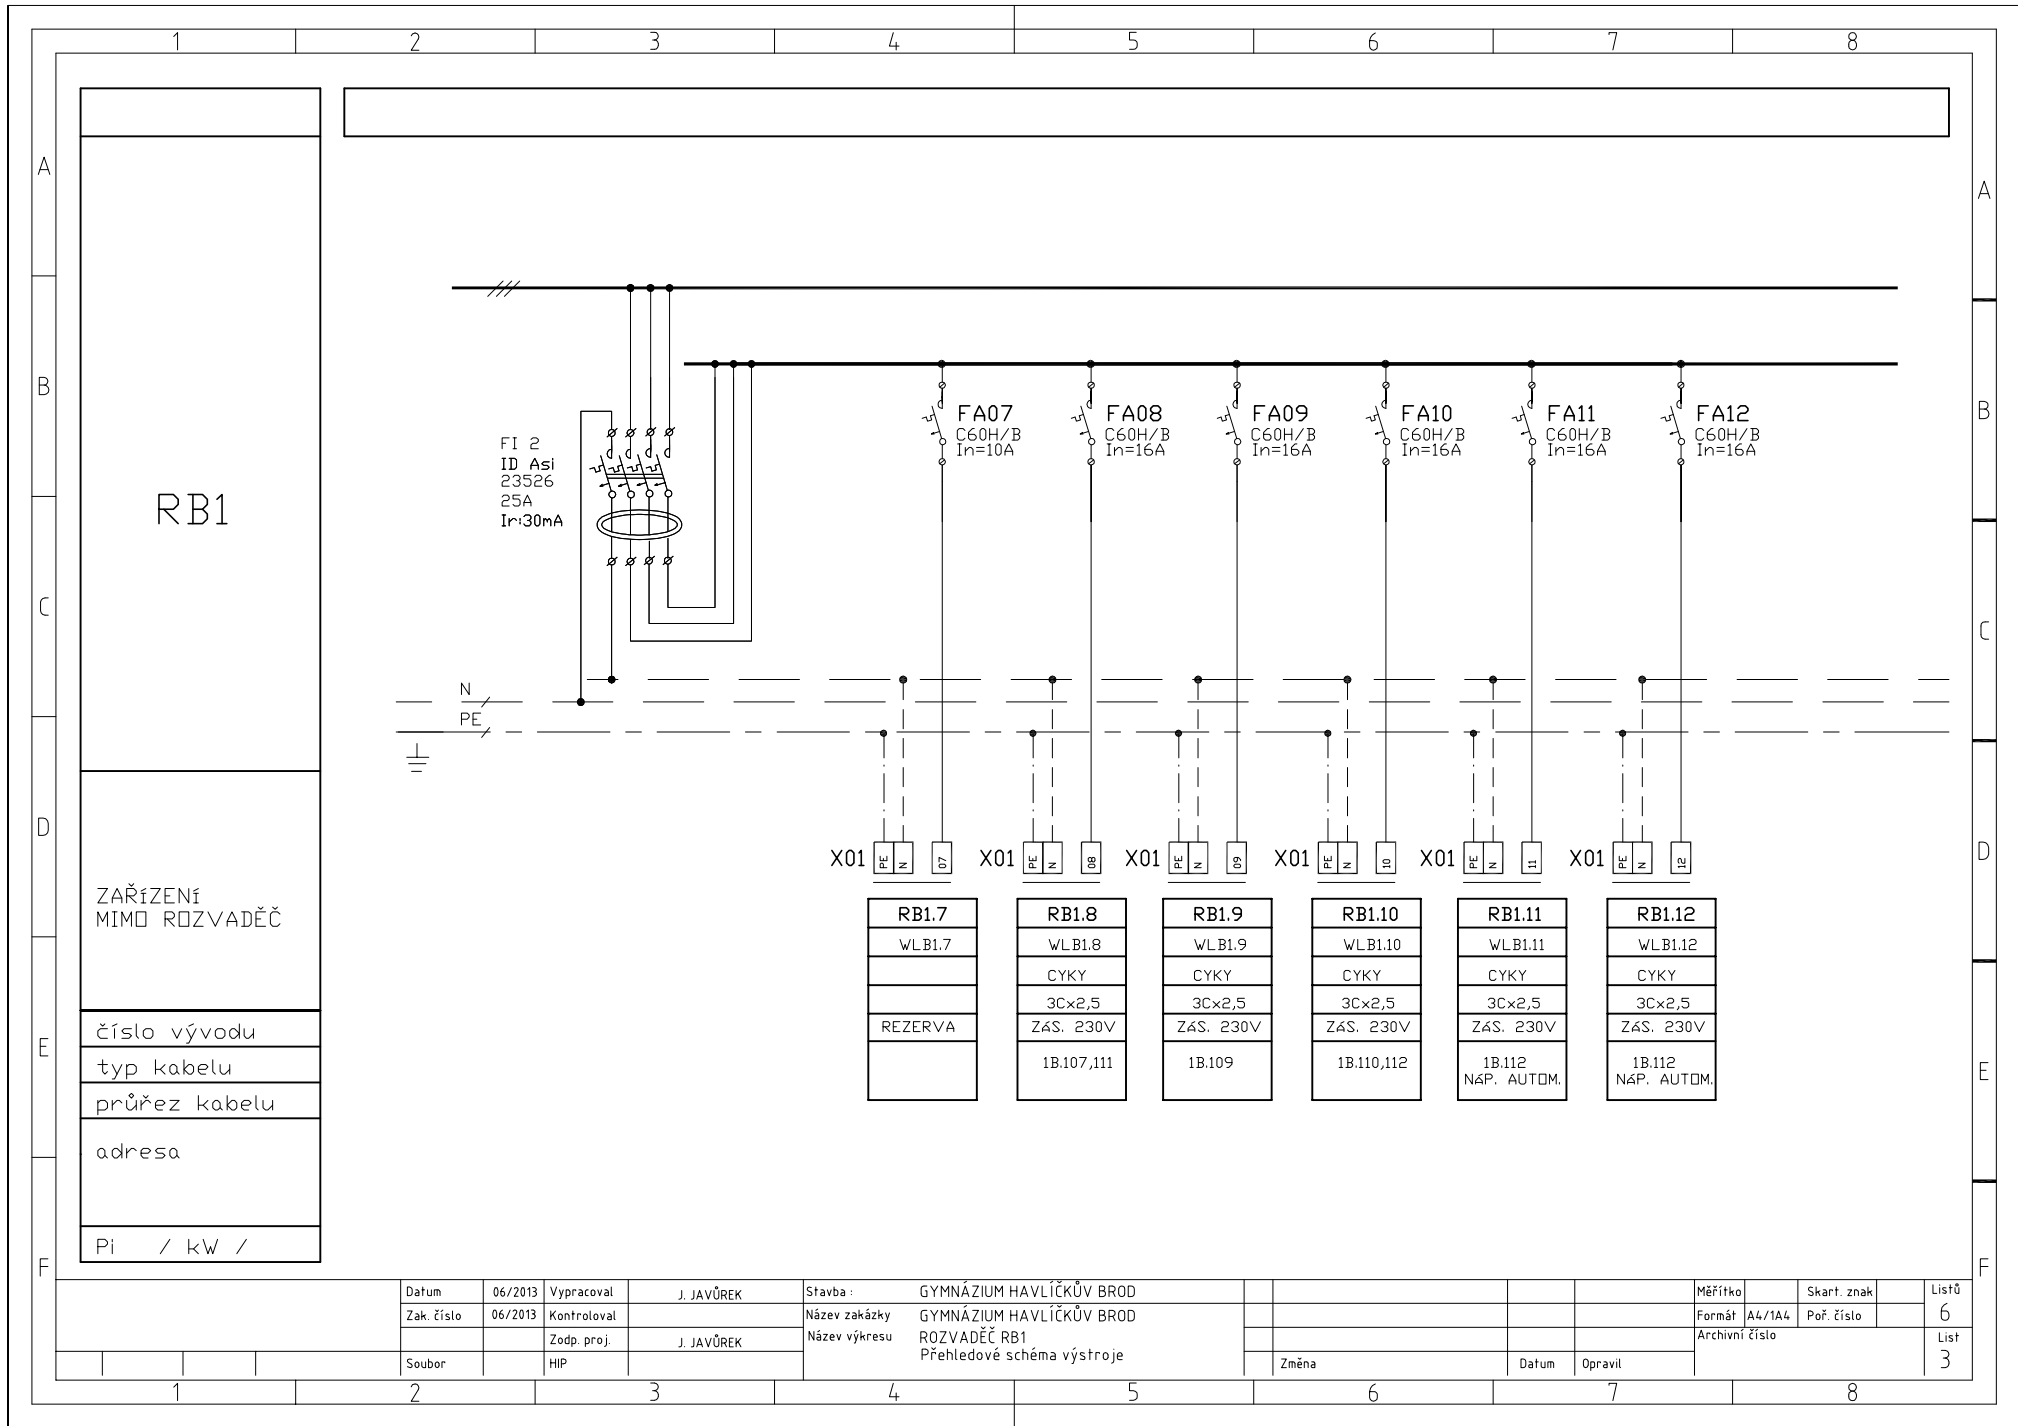 1 2 3 4 5 6 7 8
A
B
C
D
E
F
A
B
C
D
E
F
RB1
ZAŘÍZENÍ
MIMO ROZVADĚČ
číslo vývodu
typ kabelu
průřez kabelu
adresa
Pi / kW /
FI 2
ID Asi
23526
25A
Ir:30mA
N
PE
FA07
C60H/B
In=10A
FA08
C60H/B
In=16A
FA09
C60H/B
In=16A
FA10
C60H/B
In=16A
FA11
C60H/B
In=16A
FA12
C60H/B
In=16A
X01 PE N 07
X01 PE N 08
X01 PE N 09
X01 PE N 10
X01 PE N 11
X01 PE N 12
RB1.7
WLB1.7
REZERVA
RB1.8
WLB1.8
CYKY
3Cx2,5
ZÁS. 230V
1B.107,111
RB1.9
WLB1.9
CYKY
3Cx2,5
ZÁS. 230V
1B.109
RB1.10
WLB1.10
CYKY
3Cx2,5
ZÁS. 230V
1B.110,112
RB1.11
WLB1.11
CYKY
3Cx2,5
ZÁS. 230V
1B.112
NÁP. AUTOM.
RB1.12
WLB1.12
CYKY
3Cx2,5
ZÁS. 230V
1B.112
NÁP. AUTOM.
Datum 06/2013 Vypracoval J. JAVŮREK
Zak. číslo 06/2013 Kontroloval
Zodp. proj. J. JAVŮREK
Soubor HIP
Stavba : GYMNÁZIUM HAVLÍČKŮV BROD
Název zakázky GYMNÁZIUM HAVLÍČKŮV BROD
Název výkresu ROZVADĚČ RB1
Přehledové schéma výstroje
Změna Datum Opravil
Měřítko Skart. znak
Formát A4/1A4 Poř. číslo
Archivní číslo
Listů
6
List
3
1 2 3 4 5 6 7 8